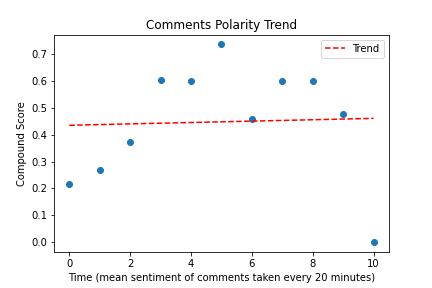 Comments Polarity Trend
Trend
Compound Score
0.7
0.6
0.5
0.4
0.3
0.2
0.1
0.0
0 2 4 6 8 10
Time (mean sentiment of comments taken every 20 minutes)